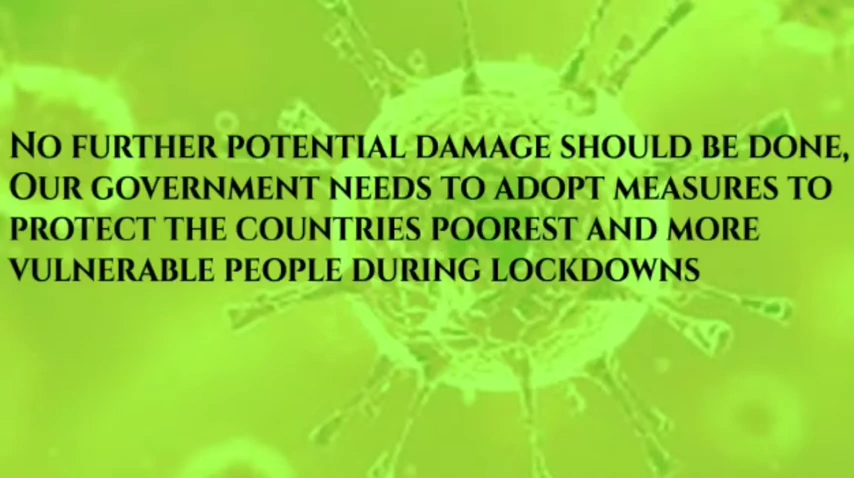 No further potential damage should be done,
Our government needs to adopt measures to
protect the countries poorest and more
vulnerable people during lockdowns